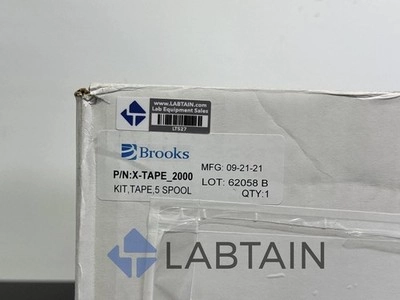 www.LABTAIN.com
Lab Equipment Sales
LT527
Brooks
P/N:X-TAPE_2000
KIT,TAPE,5 SPOOL
MFG: 09-21-21
LOT: 62058 B
QTY:1
LABTAIN